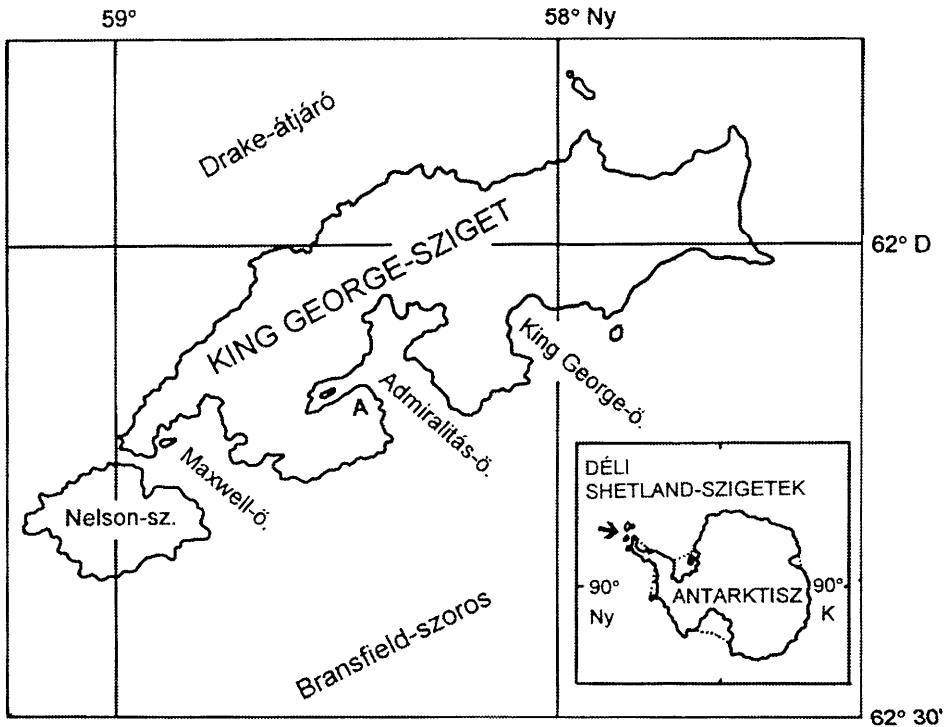 59°
58° Ny
Drake-átjáró
KING GEORGE-SZIGET
62° D
King George-ö.
Admiralitás-ö.
A
Maxwell-ö.
Nelson-sz.
Bransfield-szoros
DÉLI
SHETLAND-SZIGETEK
90°
Ny
ANTARKTISZ
90°
K
62° 30'